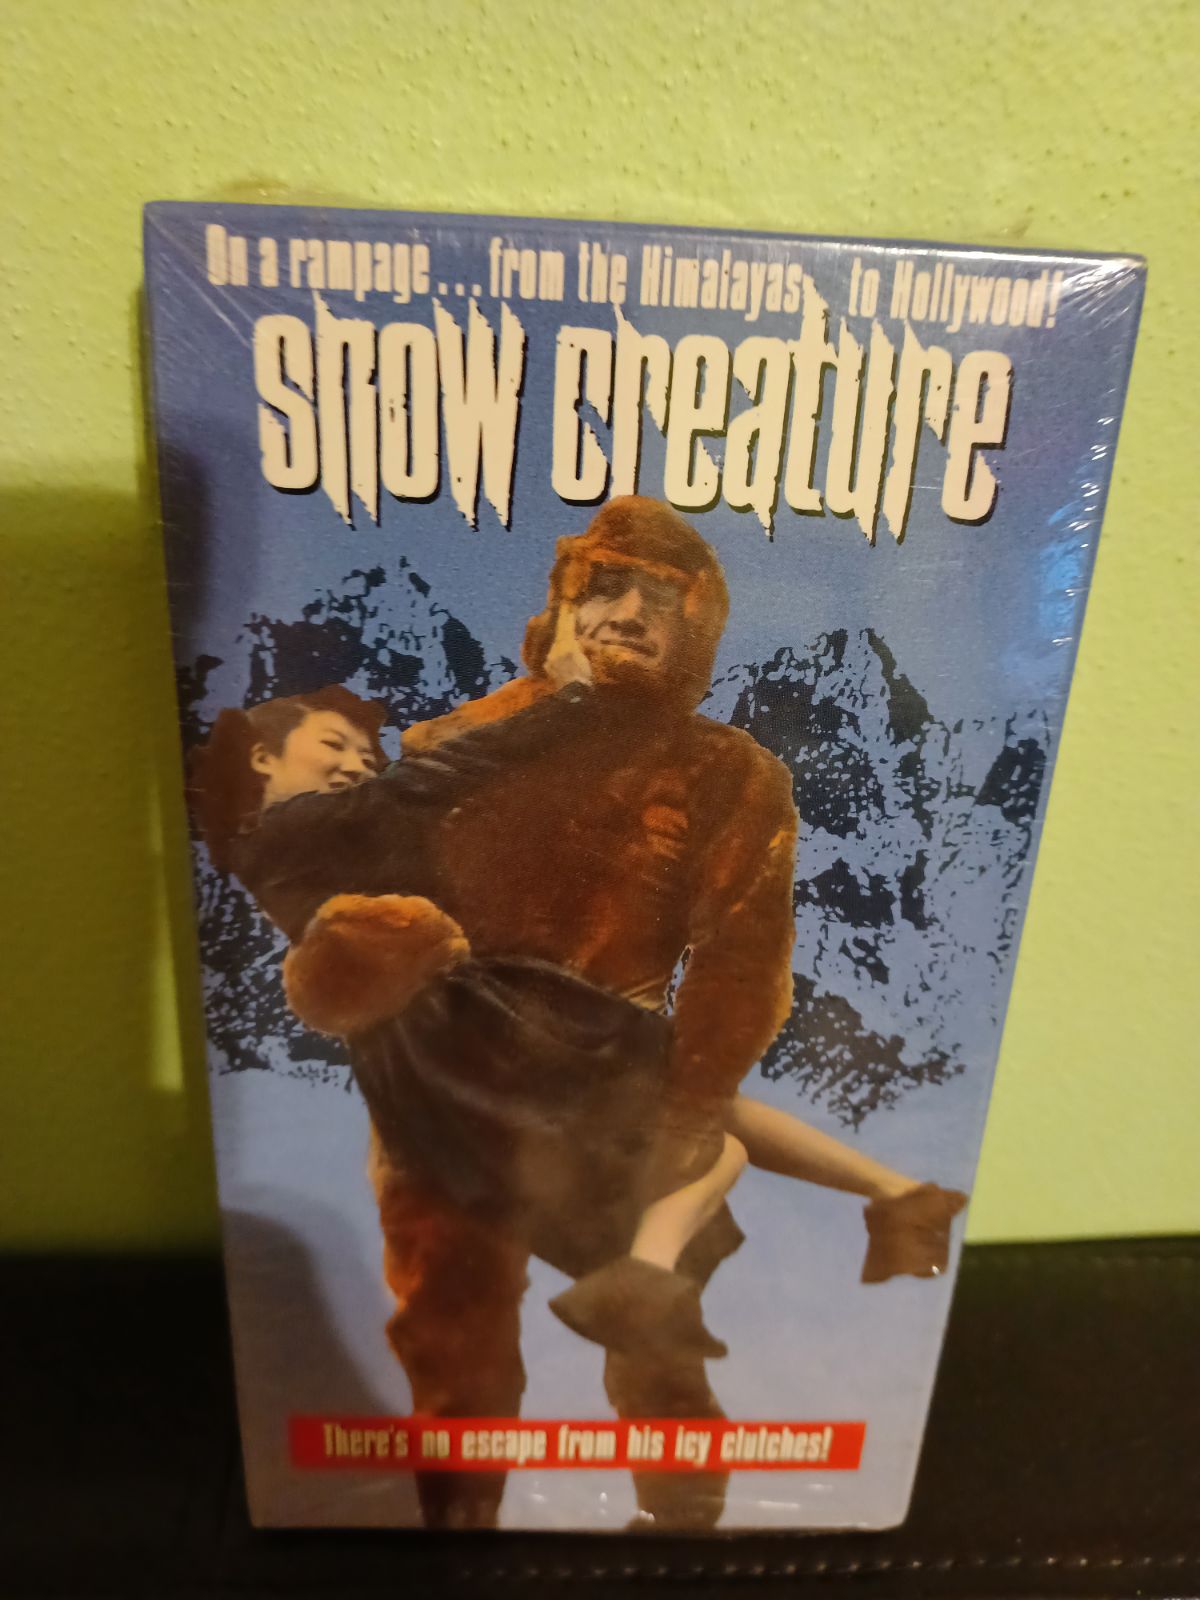 On a rampage...from the Himalayas to Hollywood!
snow creature
There's no escape from his icy clutches!